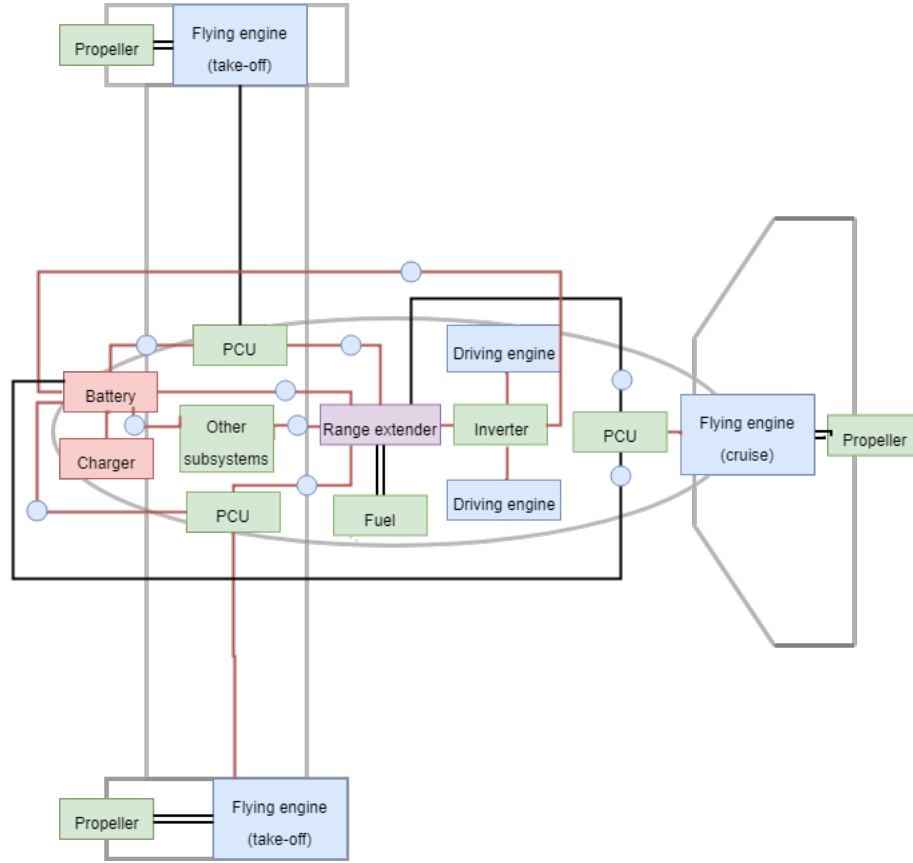 Propeller
Flying engine
(take-off)
PCU
Driving engine
Battery
Other
subsystems
Range extender
Inverter
PCU
Flying engine
(cruise)
Propeller
Charger
PCU
Fuel
Driving engine
Propeller
Flying engine
(take-off)